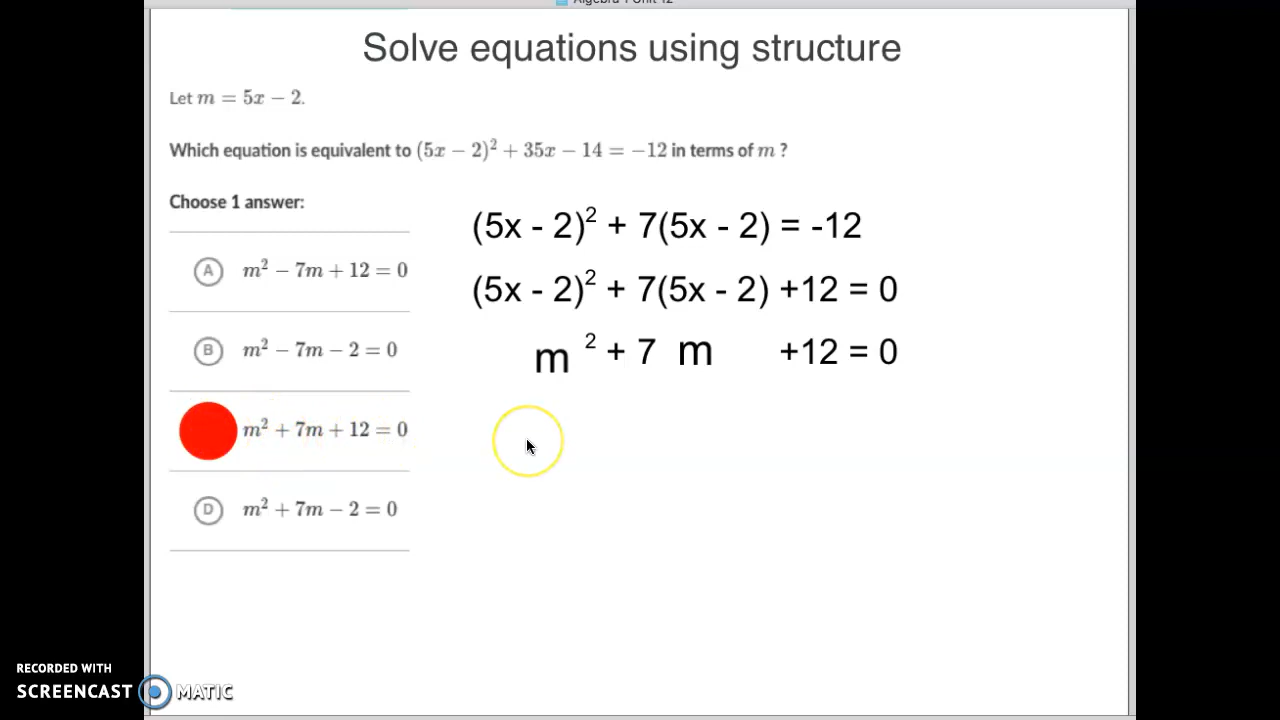 Algebra 1 Unit 12
Solve equations using structure
Let m = 5x − 2.
Which equation is equivalent to (5x − 2)² + 35x − 14 = −12 in terms of m ?
Choose 1 answer:
A m² − 7m + 12 = 0
B m² − 7m − 2 = 0
m² + 7m + 12 = 0
D m² + 7m − 2 = 0
(5x - 2)² + 7(5x - 2) = -12
(5x - 2)² + 7(5x - 2) +12 = 0
m ² + 7 m +12 = 0
RECORDED WITH
SCREENCAST MATIC